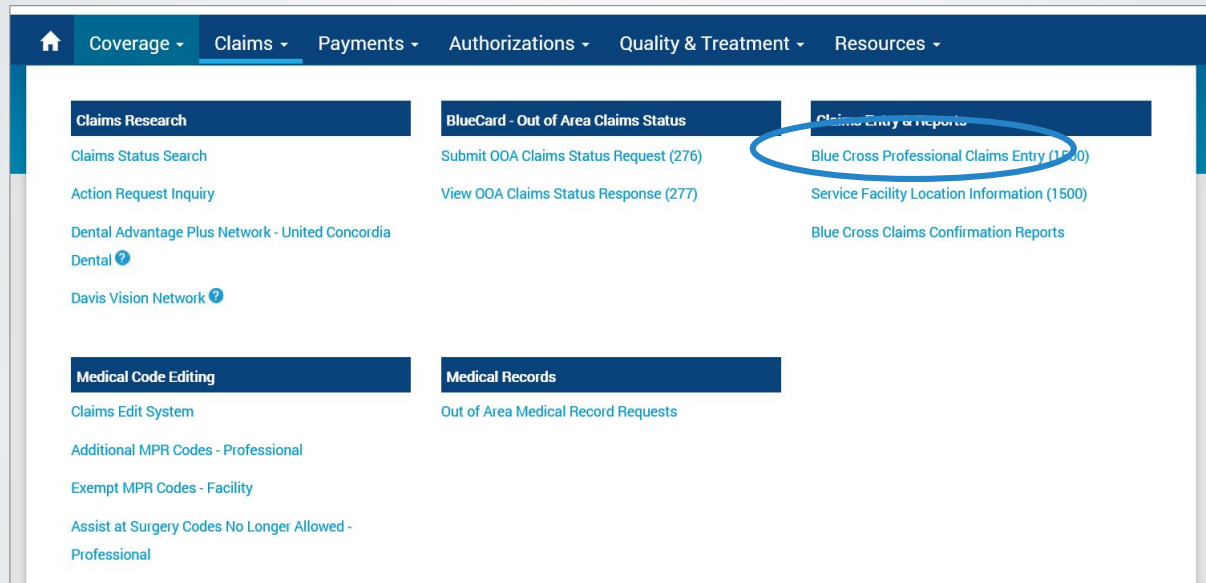 Coverage Claims Payments Authorizations Quality & Treatment Resources
Claims Research
Claims Status Search
Action Request Inquiry
Dental Advantage Plus Network - United Concordia
Dental ?
Davis Vision Network ?
BlueCard - Out of Area Claims Status
Submit OOA Claims Status Request (276)
View OOA Claims Status Response (277)
Claims Entry & Reports
Blue Cross Professional Claims Entry (1500)
Service Facility Location Information (1500)
Blue Cross Claims Confirmation Reports
Medical Code Editing
Claims Edit System
Additional MPR Codes - Professional
Exempt MPR Codes - Facility
Assist at Surgery Codes No Longer Allowed -
Professional
Medical Records
Out of Area Medical Record Requests